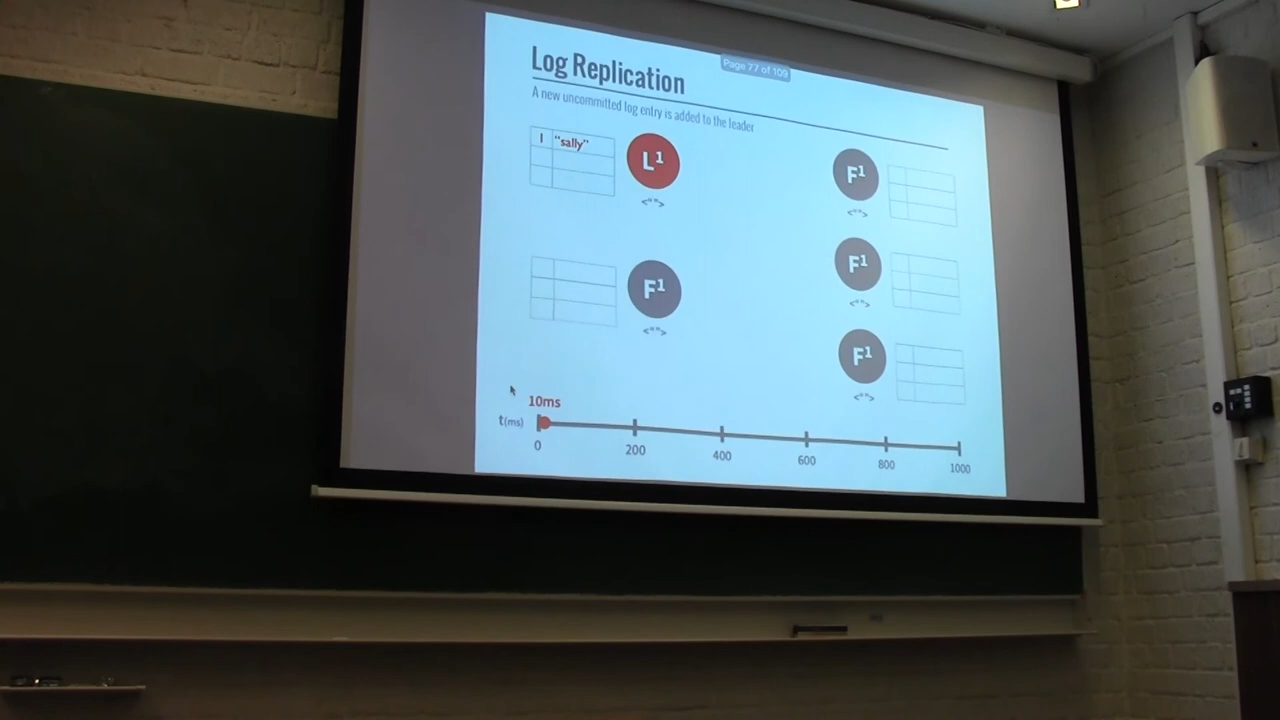 Log Replication
Page 77 of 109
A new uncommitted log entry is added to the leader
1 "sally"
L¹
<"">
F¹
<"">
F¹
<"">
F¹
<"">
F¹
<"">
10ms
t(ms)
0 200 400 600 800 1000